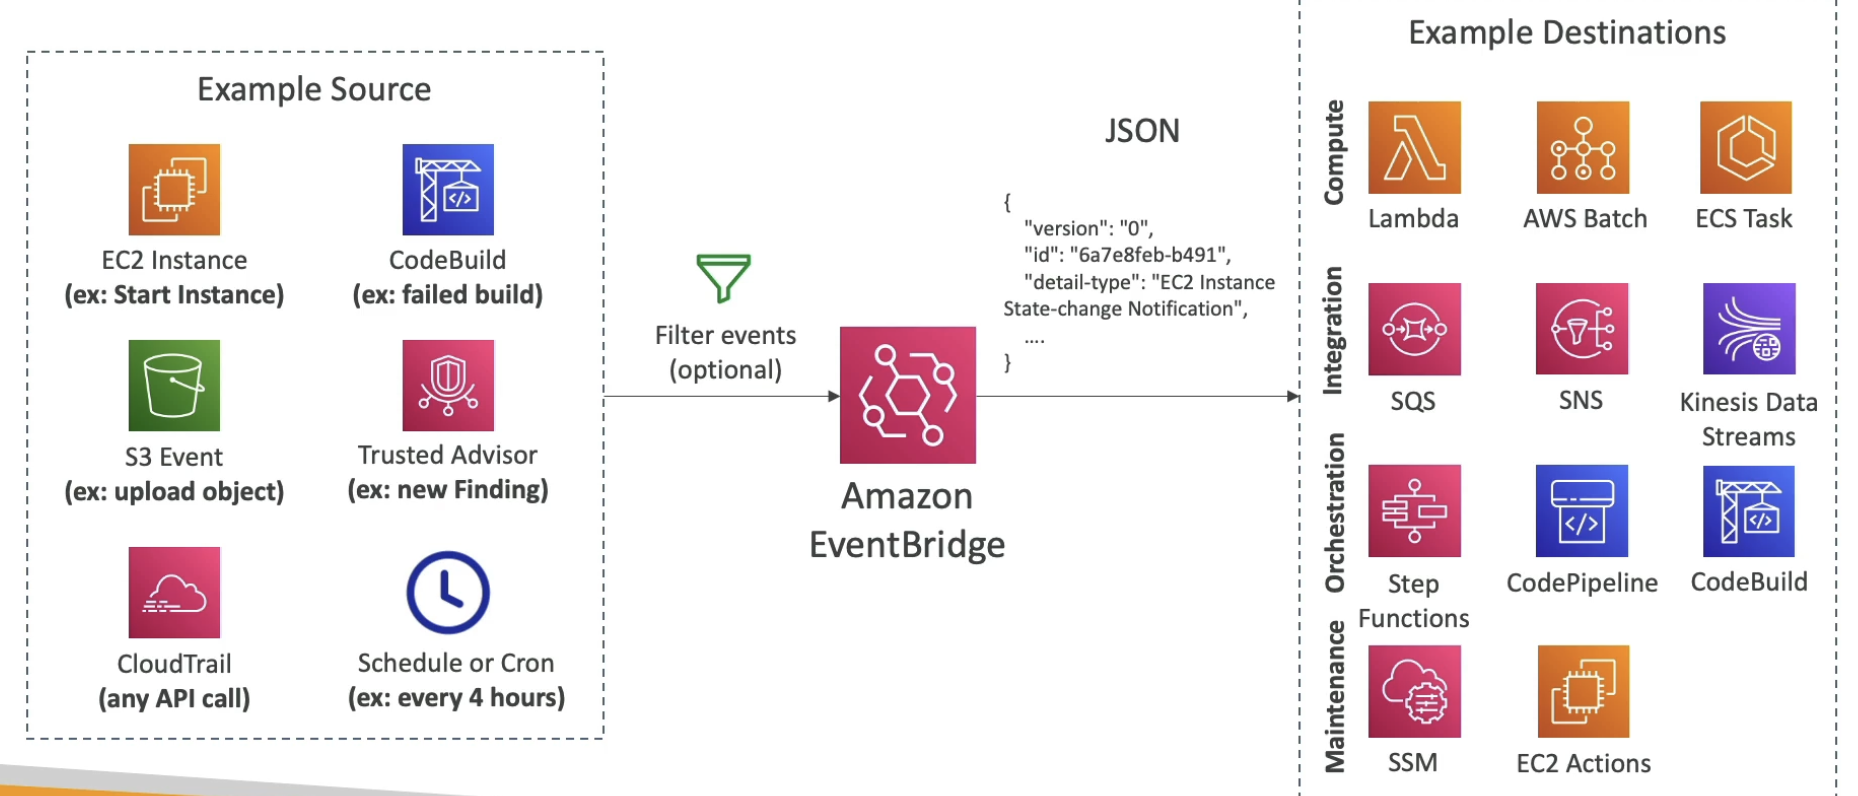 Example Source
EC2 Instance
(ex: Start Instance)
CodeBuild
(ex: failed build)
S3 Event
(ex: upload object)
Trusted Advisor
(ex: new Finding)
CloudTrail
(any API call)
Schedule or Cron
(ex: every 4 hours)
Filter events
(optional)
Amazon
EventBridge
JSON
{
"version": "0",
"id": "6a7e8feb-b491",
"detail-type": "EC2 Instance
State-change Notification",
....
}
Example Destinations
Compute
Lambda
AWS Batch
ECS Task
Integration
SQS
SNS
Kinesis Data
Streams
Orchestration
Step
Functions
CodePipeline
CodeBuild
Maintenance
SSM
EC2 Actions